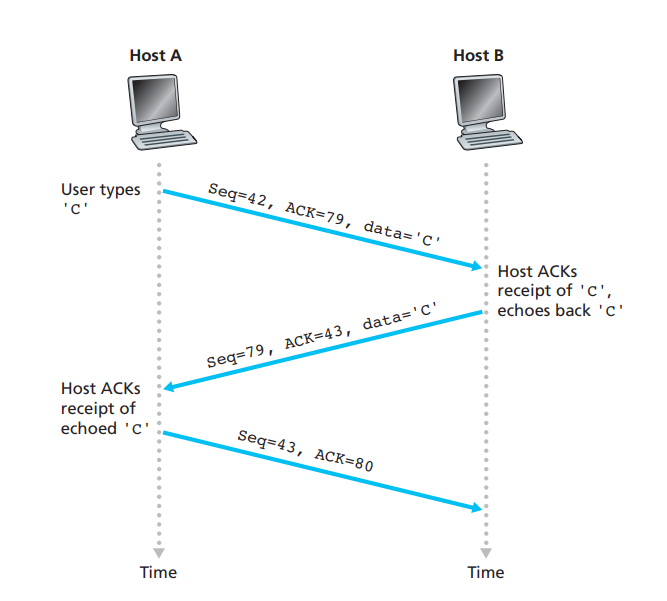 Host A
Host B
User types
'C'
Seq=42, ACK=79, data='C'
Host ACKs
receipt of 'C',
echoes back 'C'
Seq=79, ACK=43, data='C'
Host ACKs
receipt of
echoed 'C'
Seq=43, ACK=80
Time
Time